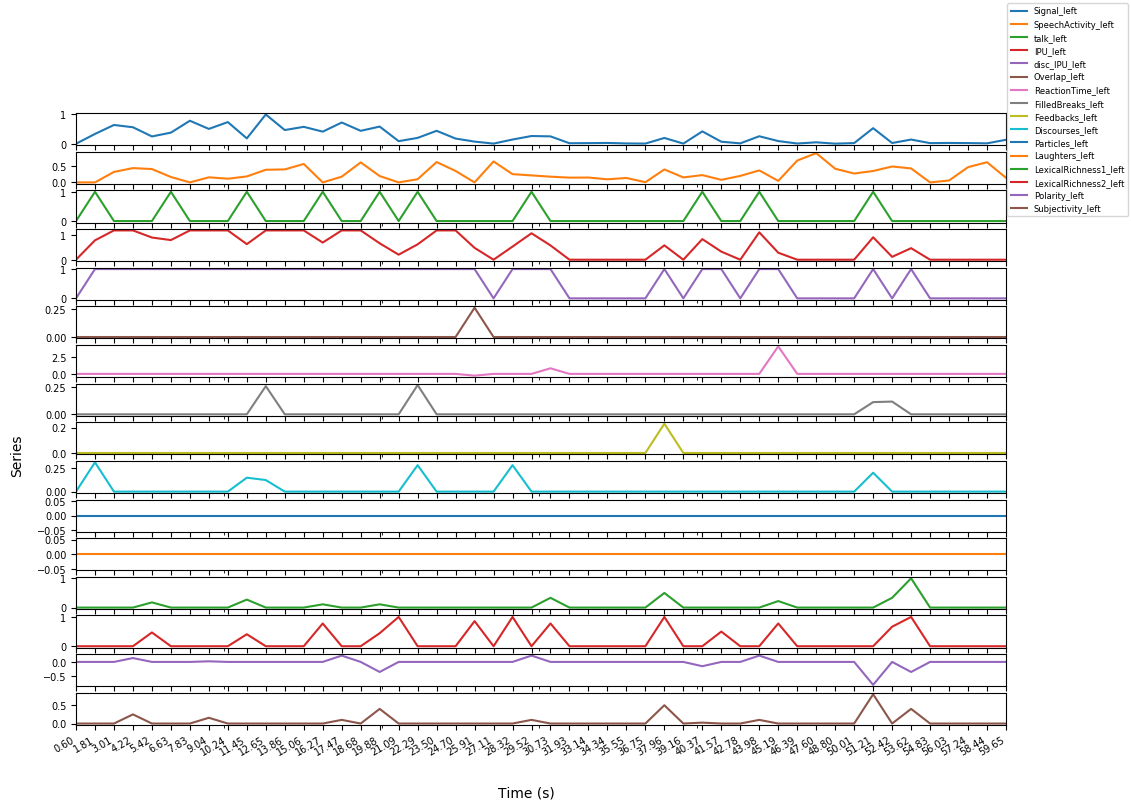 Signal_left
SpeechActivity_left
talk_left
IPU_left
disc_IPU_left
Overlap_left
ReactionTime_left
FilledBreaks_left
Feedbacks_left
Discourses_left
Particles_left
Laughters_left
LexicalRichness1_left
LexicalRichness2_left
Polarity_left
Subjectivity_left
1
0
0.5
0.0
1
0
1
0
1
0
0.25
0.00
2.5
0.0
0.25
0.00
0.2
0.0
0.25
0.00
0.05
0.00
−0.05
0.05
0.00
−0.05
1
0
1
0
0.0
−0.5
0.5
0.0
Series
0.60 1.81 3.01 4.22 5.42 6.63 7.83 9.04 10.24 11.45 12.65 13.86 15.06 16.27 17.47 18.68 19.88 21.09 22.29 23.50 24.70 25.91 27.11 28.32 29.52 30.73 31.93 33.14 34.34 35.55 36.75 37.96 39.16 40.37 41.57 42.78 43.98 45.19 46.39 47.60 48.80 50.01 51.21 52.42 53.62 54.83 56.03 57.24 58.44 59.65
Time (s)